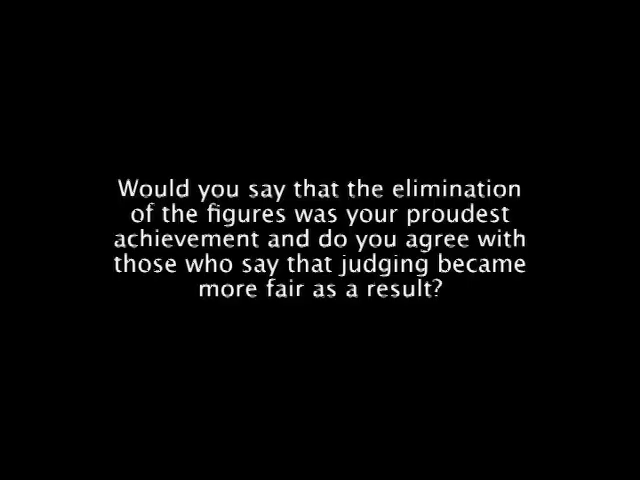 Would you say that the elimination
of the figures was your proudest
achievement and do you agree with
those who say that judging became
more fair as a result?